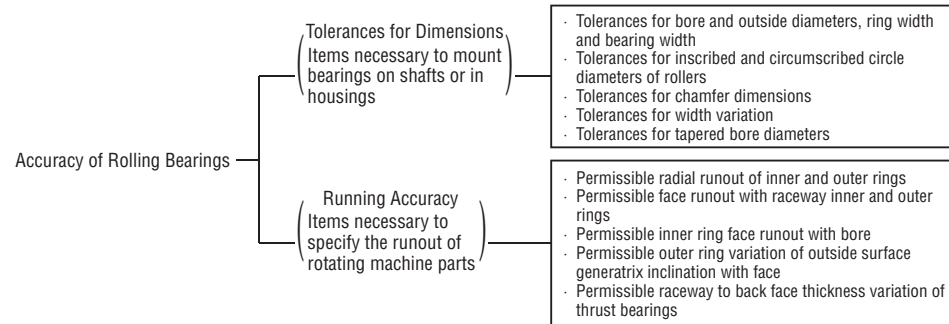 Accuracy of Rolling Bearings
Tolerances for Dimensions
Items necessary to mount
bearings on shafts or in
housings
· Tolerances for bore and outside diameters, ring width
and bearing width
· Tolerances for inscribed and circumscribed circle
diameters of rollers
· Tolerances for chamfer dimensions
· Tolerances for width variation
· Tolerances for tapered bore diameters
Running Accuracy
Items necessary to
specify the runout of
rotating machine parts
· Permissible radial runout of inner and outer rings
· Permissible face runout with raceway inner and outer
rings
· Permissible inner ring face runout with bore
· Permissible outer ring variation of outside surface
generatrix inclination with face
· Permissible raceway to back face thickness variation of
thrust bearings